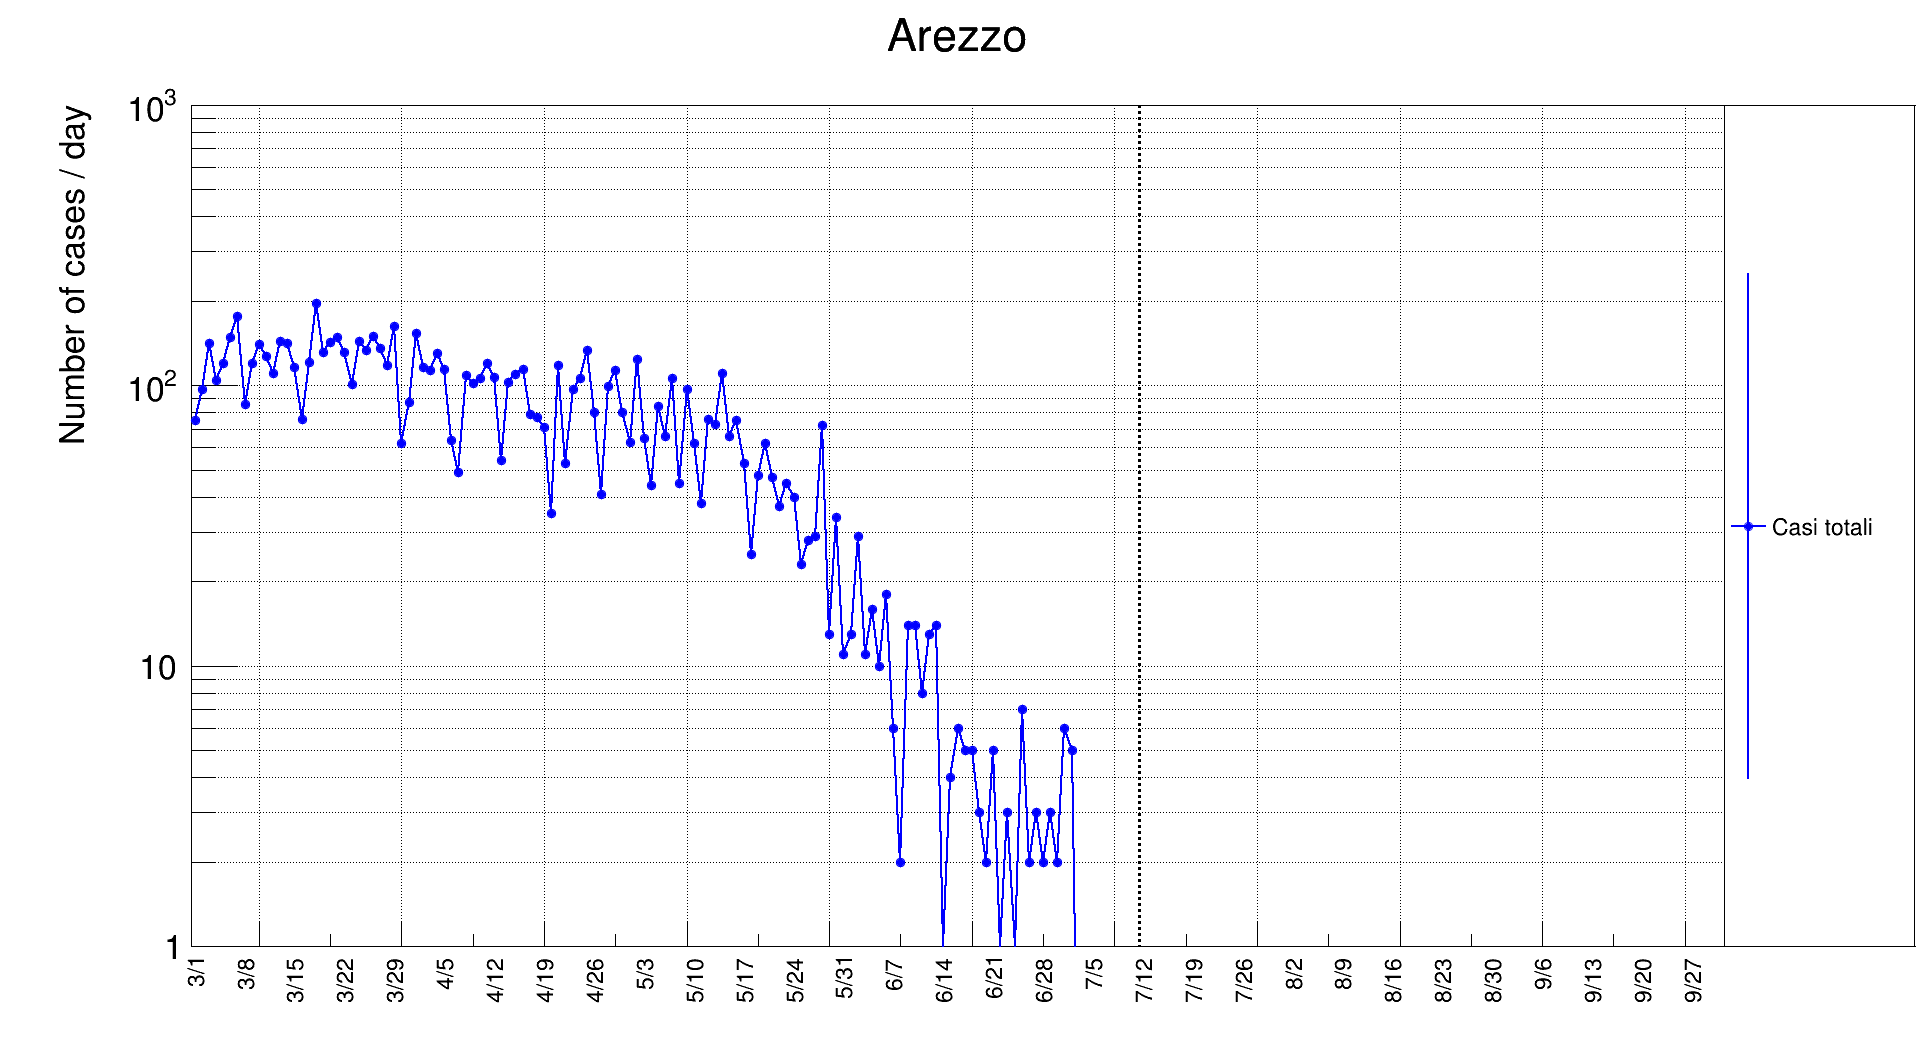 Arezzo
Number of cases / day
10³
10²
10
1
3/1 3/8 3/15 3/22 3/29 4/5 4/12 4/19 4/26 5/3 5/10 5/17 5/24 5/31 6/7 6/14 6/21 6/28 7/5 7/12 7/19 7/26 8/2 8/9 8/16 8/23 8/30 9/6 9/13 9/20 9/27
Casi totali